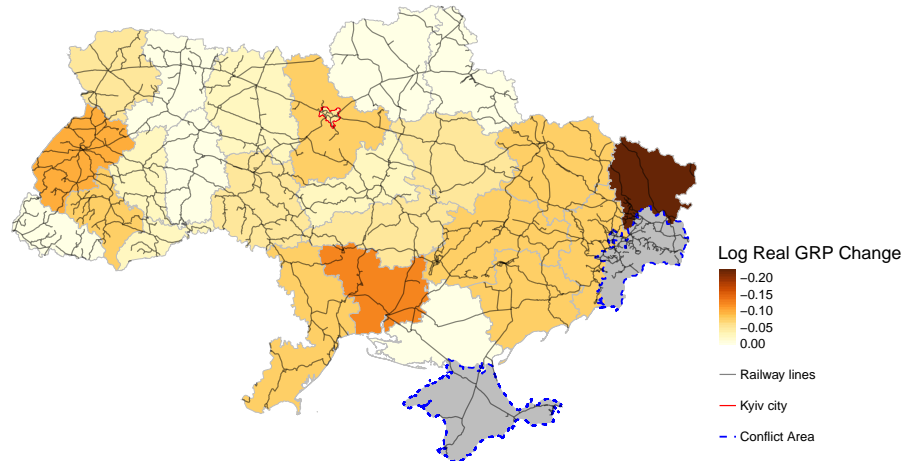 Log Real GRP Change
−0.20
−0.15
−0.10
−0.05
0.00
Railway lines
Kyiv city
Conflict Area